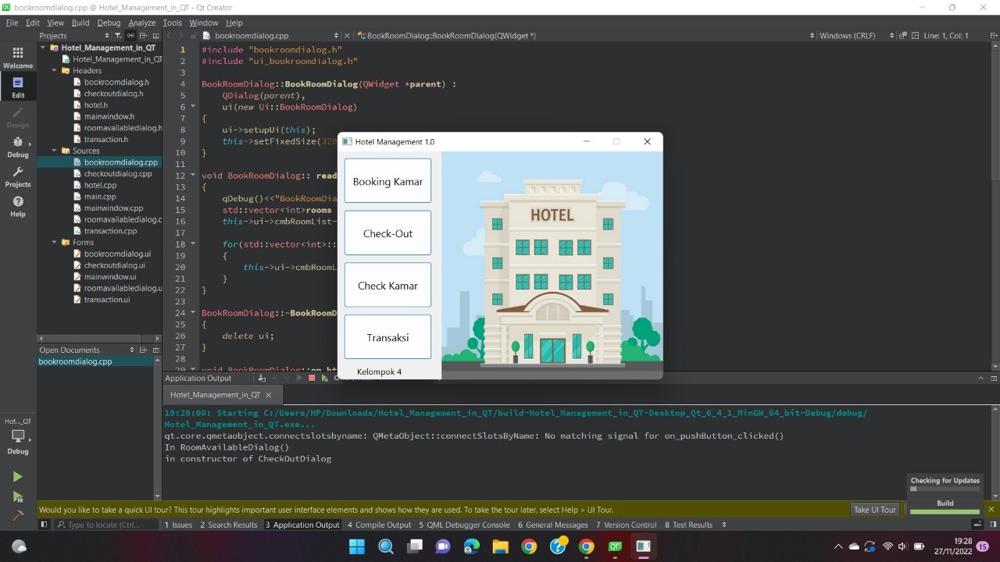 bookroomdialog.cpp @ Hotel_Management_in_QT - Qt Creator
File Edit View Build Debug Analyze Tools Window Help
Projects
bookroomdialog.cpp
BookRoomDialog::BookRoomDialog(QWidget *)
Windows (CRLF)
Line: 1, Col: 1
Welcome
Edit
Design
Debug
Projects
Help
Hotel_Management_in_QT
Hotel_Management_in_QT
Headers
bookroomdialog.h
checkoutdialog.h
hotel.h
mainwindow.h
roomavailabledialog.h
transaction.h
Sources
bookroomdialog.cpp
checkoutdialog.cpp
hotel.cpp
main.cpp
mainwindow.cpp
roomavailabledialog.c
transaction.cpp
Forms
bookroomdialog.ui
checkoutdialog.ui
mainwindow.ui
roomavailabledialog.u
transaction.ui
Open Documents
bookroomdialog.cpp
1 #include "bookroomdialog.h"
2 #include "ui_bookroomdialog.h"
3
4 BookRoomDialog::BookRoomDialog(QWidget *parent) :
5 QDialog(parent),
6 ui(new Ui::BookRoomDialog)
7 {
8 ui->setupUi(this);
9 this->setFixedSize(320
10 }
11
12 void BookRoomDialog:: read
13 {
14 qDebug()<<"BookRoomDia
15 std::vector<int>rooms
16 this->ui->cmbRoomList-
17
18 for(std::vector<int>::
19 {
20 this->ui->cmbRoomL
21 }
22 }
23
24 BookRoomDialog::~BookRoomD
25 {
26 delete ui;
27 }
28
29 void BookRoomDialog::on_bt
Hotel Management 1.0
Booking Kamar
Check-Out
Check Kamar
Transaksi
Kelompok 4
HOTEL
Application Output
Hotel_Management_in_QT
19:28:00: Starting C:/Users/HP/Downloads/Hotel_Management_in_QT/build-Hotel_Management_in_QT-Desktop_Qt_6_4_1_MinGW_64_bit-Debug/debug/
Hotel_Management_in_QT.exe...
qt.core.qmetaobject.connectslotsbyname: QMetaObject::connectSlotsByName: No matching signal for on_pushButton_clicked()
In RoomAvailableDialog()
in constructor of CheckOutDialog
Hot..._QT
Debug
Checking for Updates
Build
Would you like to take a quick UI tour? This tour highlights important user interface elements and shows how they are used. To take the tour later, select Help > UI Tour.
Take UI Tour
Type to locate (Ctrl...
1 Issues 2 Search Results 3 Application Output 4 Compile Output 5 QML Debugger Console 6 General Messages 7 Version Control 8 Test Results
19:28
27/11/2022
15